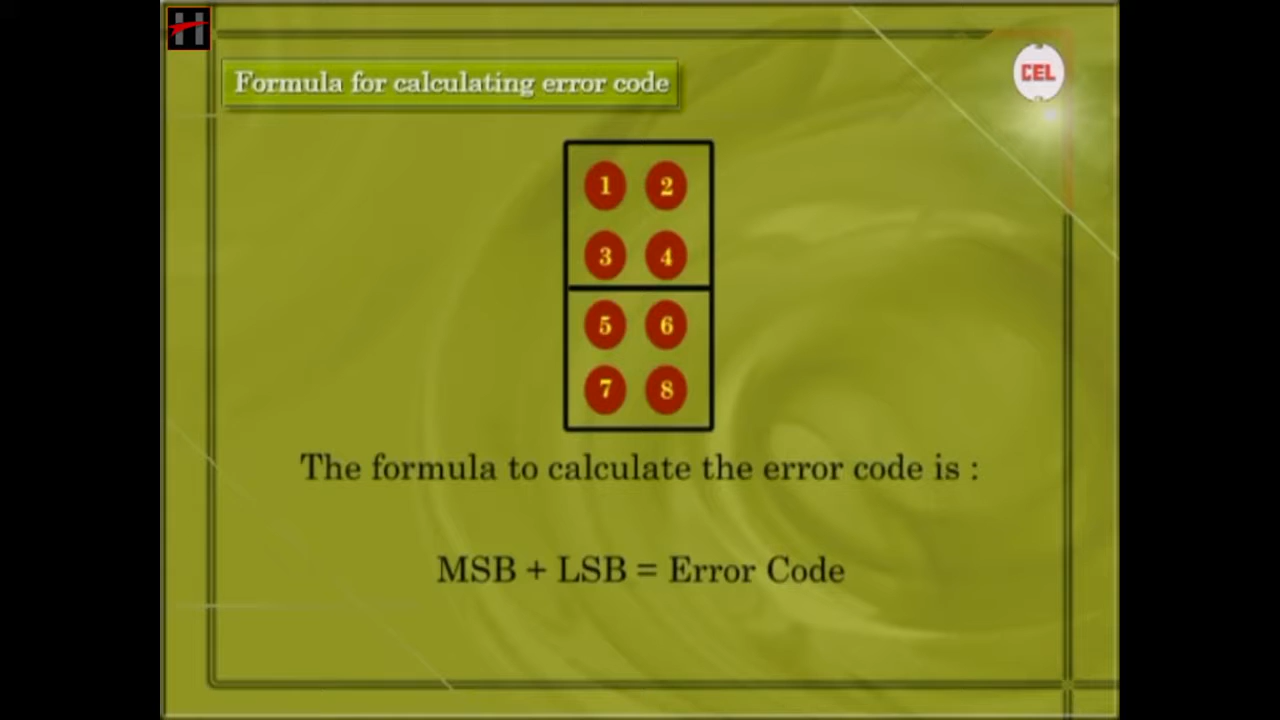 H
Formula for calculating error code
CEL
1 2
3 4
5 6
7 8
The formula to calculate the error code is :
MSB + LSB = Error Code